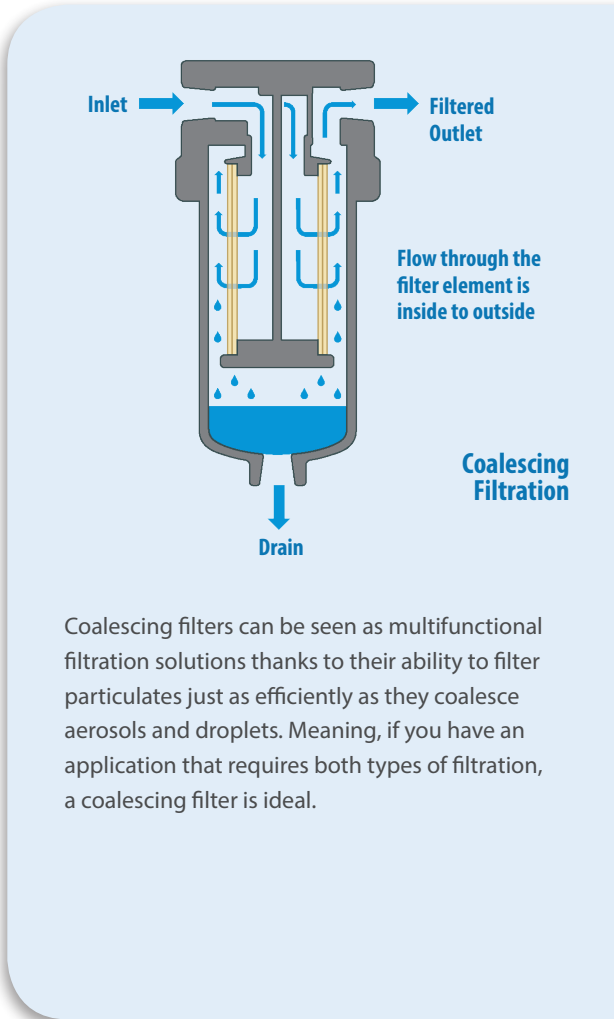 Inlet
Filtered
Outlet
Flow through the
filter element is
inside to outside
Coalescing
Filtration
Drain
Coalescing filters can be seen as multifunctional
filtration solutions thanks to their ability to filter
particulates just as efficiently as they coalesce
aerosols and droplets. Meaning, if you have an
application that requires both types of filtration,
a coalescing filter is ideal.